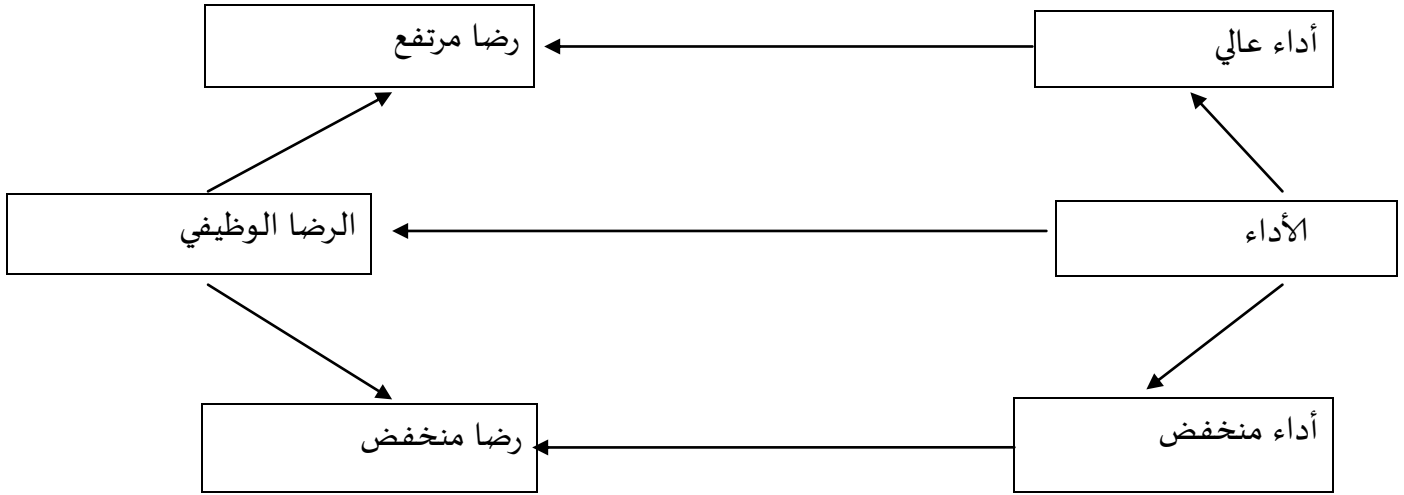 أداء عالي
رضا مرتفع
الأداء
الرضا الوظيفي
أداء منخفض
رضا منخفض